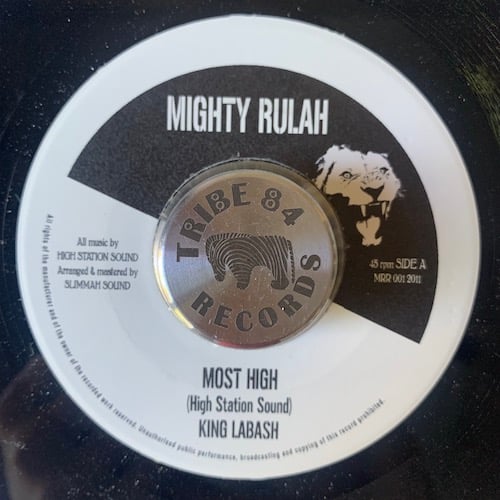 MIGHTY RULAH
TRIBE 84
RECORDS
All music by
HIGH STATION SOUND
Arranged & mastered by
SLIMMAH SOUND
45 rpm SIDE A
MRR 001 2011
MOST HIGH
(High Station Sound)
KING LABASH
All rights of the manufacturer and of the owner of the recorded work reserved. Unauthorised public performance, broadcasting and copying of this record prohibited.